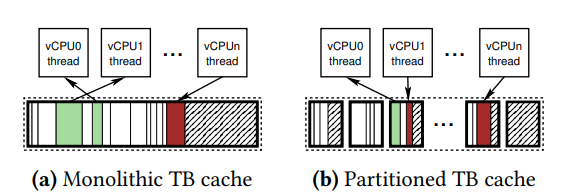 vCPU0 thread
vCPU1 thread
...
vCPUn thread
(a) Monolithic TB cache
vCPU0 thread
vCPU1 thread
...
vCPUn thread
...
(b) Partitioned TB cache